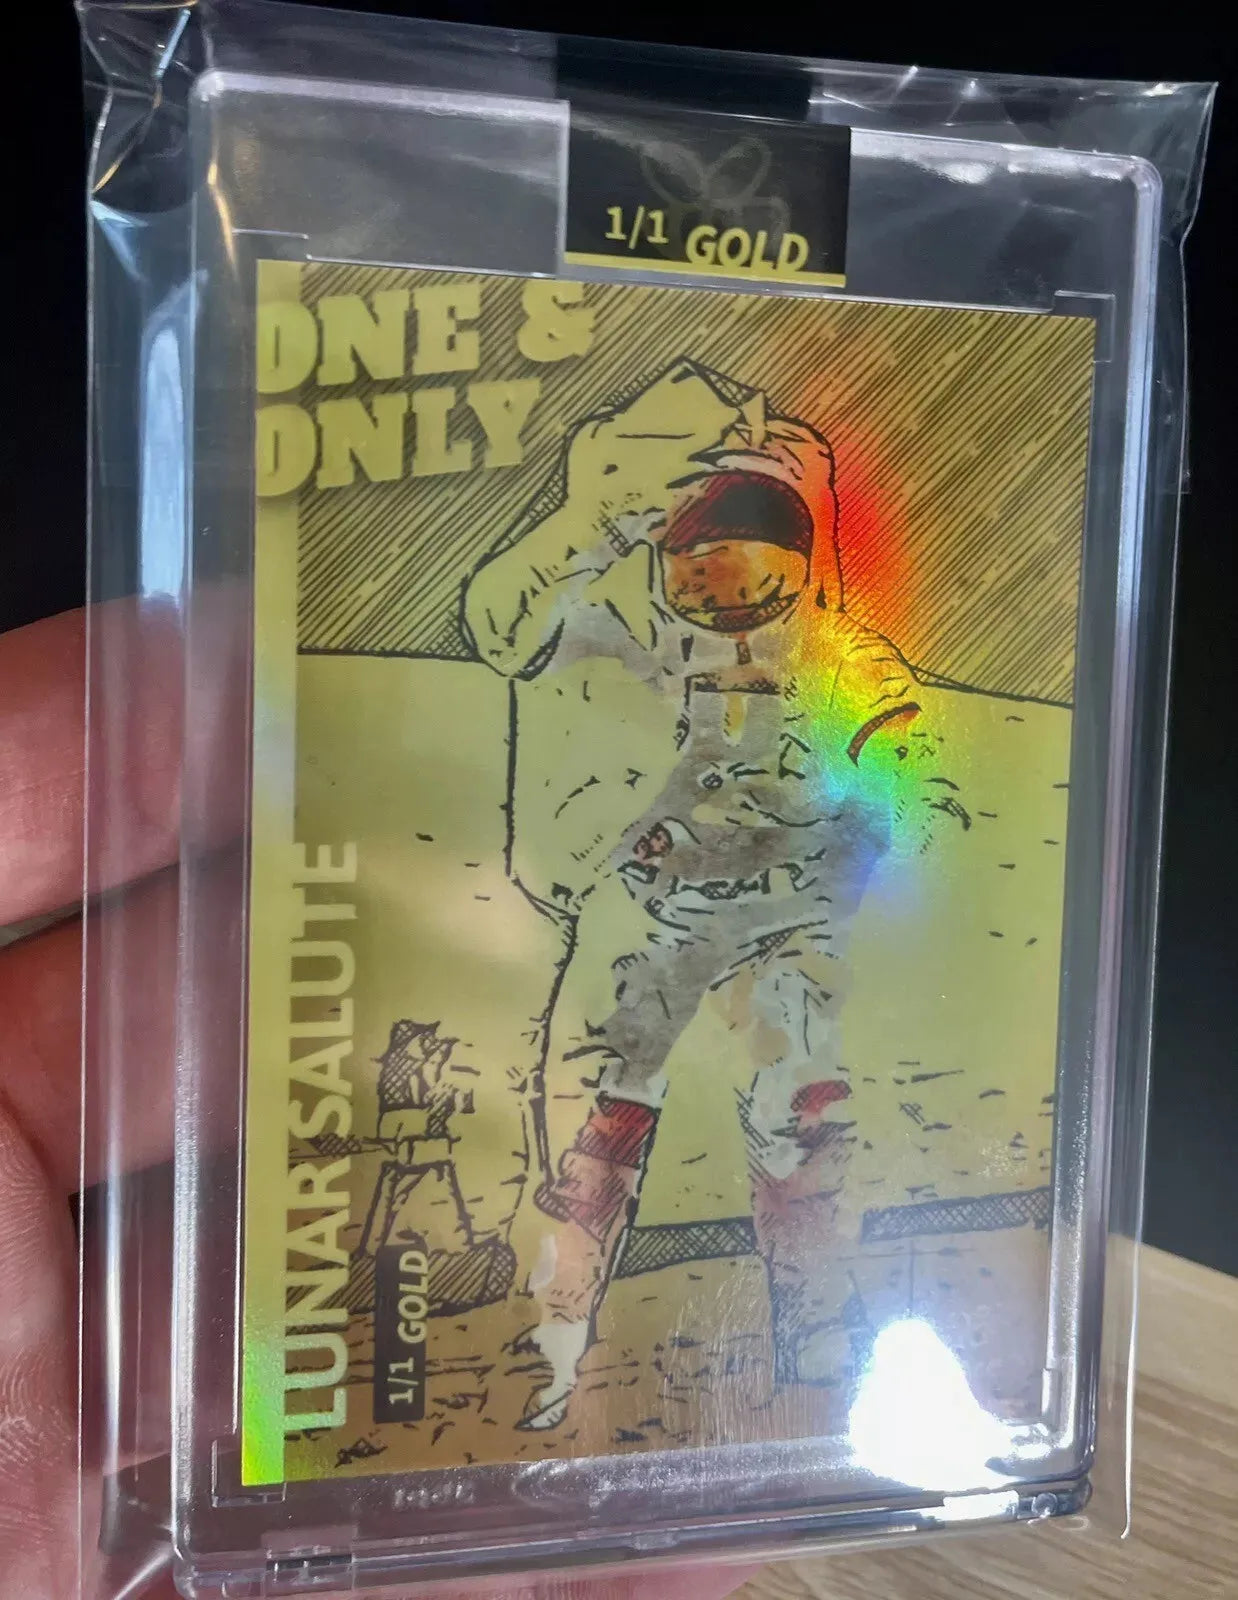 1/1 GOLD
ONE &
ONLY
LUNAR SALUTE
1/1 GOLD